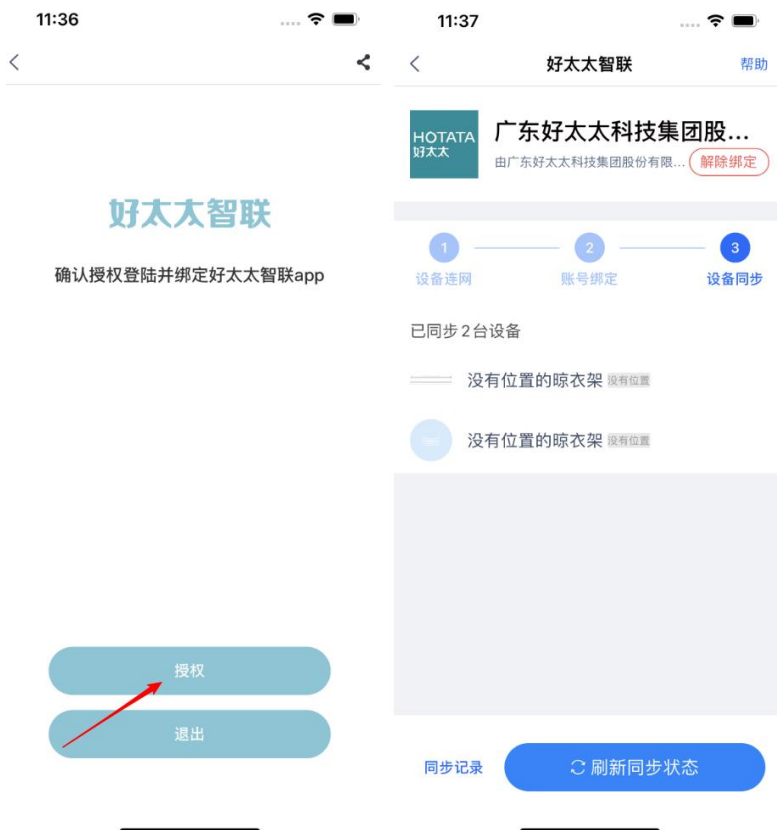 11:36
好太太智联
确认授权登陆并绑定好太太智联app
授权
退出
11:37
好太太智联
帮助
HOTATA
好太太
广东好太太科技集团股...
由广东好太太科技集团股份有限...
解除绑定
1
2
3
设备连网
账号绑定
设备同步
已同步2台设备
没有位置的晾衣架 没有位置
没有位置的晾衣架 没有位置
同步记录
刷新同步状态